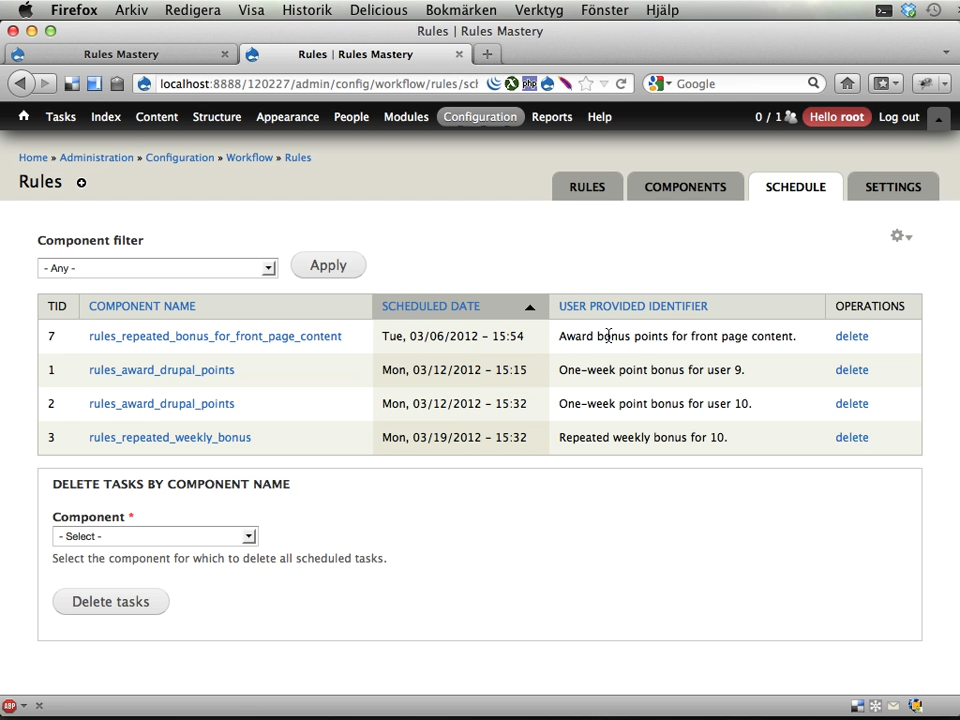 Firefox Arkiv Redigera Visa Historik Delicious Bokmärken Verktyg Fönster Hjälp
Rules | Rules Mastery
Rules Mastery
Rules | Rules Mastery
localhost:8888/120227/admin/config/workflow/rules/sch
php
Google
Tasks Index Content Structure Appearance People Modules Configuration Reports Help 0 / 1 Hello root Log out
Home » Administration » Configuration » Workflow » Rules
Rules
RULES COMPONENTS SCHEDULE SETTINGS
Component filter
- Any - Apply
TID COMPONENT NAME SCHEDULED DATE USER PROVIDED IDENTIFIER OPERATIONS
7 rules_repeated_bonus_for_front_page_content Tue, 03/06/2012 - 15:54 Award bonus points for front page content. delete
1 rules_award_drupal_points Mon, 03/12/2012 - 15:15 One-week point bonus for user 9. delete
2 rules_award_drupal_points Mon, 03/12/2012 - 15:32 One-week point bonus for user 10. delete
3 rules_repeated_weekly_bonus Mon, 03/19/2012 - 15:32 Repeated weekly bonus for 10. delete
DELETE TASKS BY COMPONENT NAME
Component *
- Select -
Select the component for which to delete all scheduled tasks.
Delete tasks
ABP